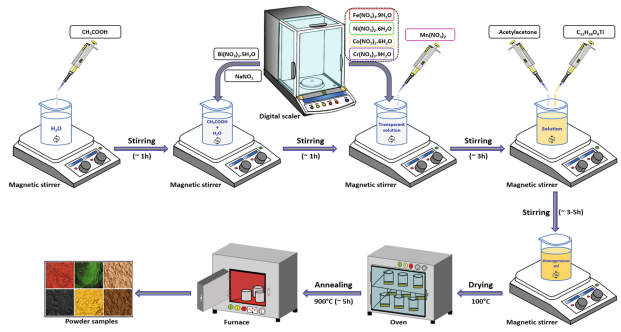 CH₃COOH
Fe(NO₃)₃.9H₂O
Ni(NO₃)₂.6H₂O
Co(NO₃)₂.6H₂O
Cr(NO₃)₃.9H₂O
Mn(NO₃)₂
Acetylacetone
C₁₂H₂₈O₄Ti
Bi(NO₃)₃.5H₂O
NaNO₃
Digital scaler
H₂O
CH₃COOH
+
H₂O
Transparent
solution
Solution
Stirring
(~ 1h)
Stirring
(~ 1h)
Stirring
(~ 3h)
Magnetic stirrer
Magnetic stirrer
Magnetic stirrer
Magnetic stirrer
Stirring
(~ 3-5h)
Homogeneous
sol
Magnetic stirrer
Drying
100°C
Oven
Annealing
900°C (~ 5h)
Furnace
Powder samples